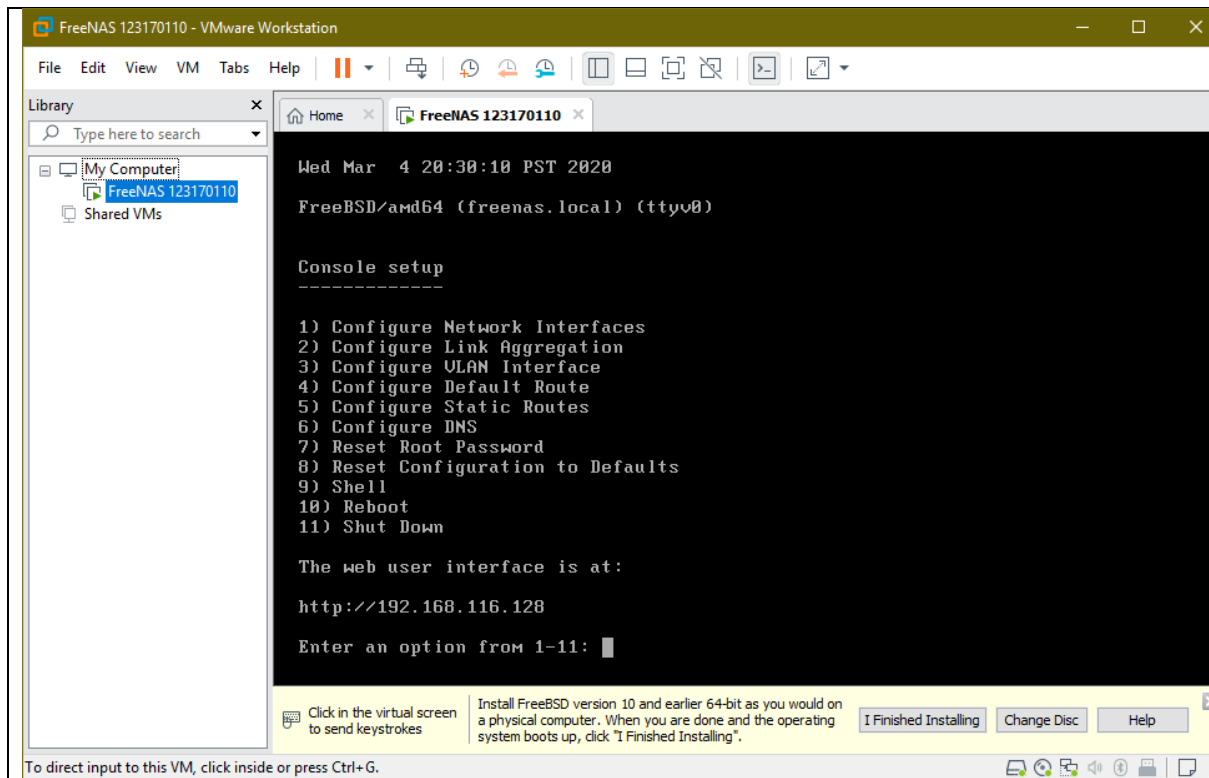 FreeNAS 123170110 - VMware Workstation
File Edit View VM Tabs Help
Library
Type here to search
My Computer
FreeNAS 123170110
Shared VMs
Home
FreeNAS 123170110
Wed Mar  4 20:30:10 PST 2020
FreeBSD/amd64 (freenas.local) (ttyv0)
Console setup
-------------
1) Configure Network Interfaces
2) Configure Link Aggregation
3) Configure VLAN Interface
4) Configure Default Route
5) Configure Static Routes
6) Configure DNS
7) Reset Root Password
8) Reset Configuration to Defaults
9) Shell
10) Reboot
11) Shut Down
The web user interface is at:
http://192.168.116.128
Enter an option from 1-11:
Click in the virtual screen
to send keystrokes
Install FreeBSD version 10 and earlier 64-bit as you would on
a physical computer. When you are done and the operating
system boots up, click "I Finished Installing".
I Finished Installing
Change Disc
Help
To direct input to this VM, click inside or press Ctrl+G.